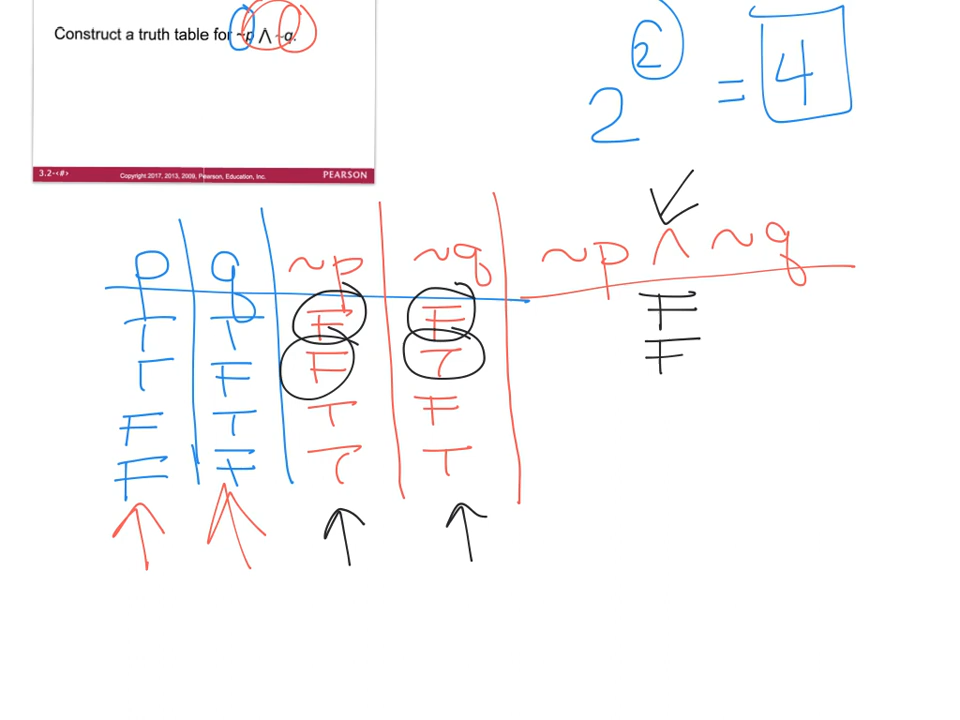 Construct a truth table for ~p ∧ ~q.
2^2 = 4
3.2-‹#› Copyright 2017, 2013, 2009, Pearson, Education, Inc. PEARSON
p q ~p ~q ~p ∧ ~q
T T F F F
T F F T F
F T T F
F F T T